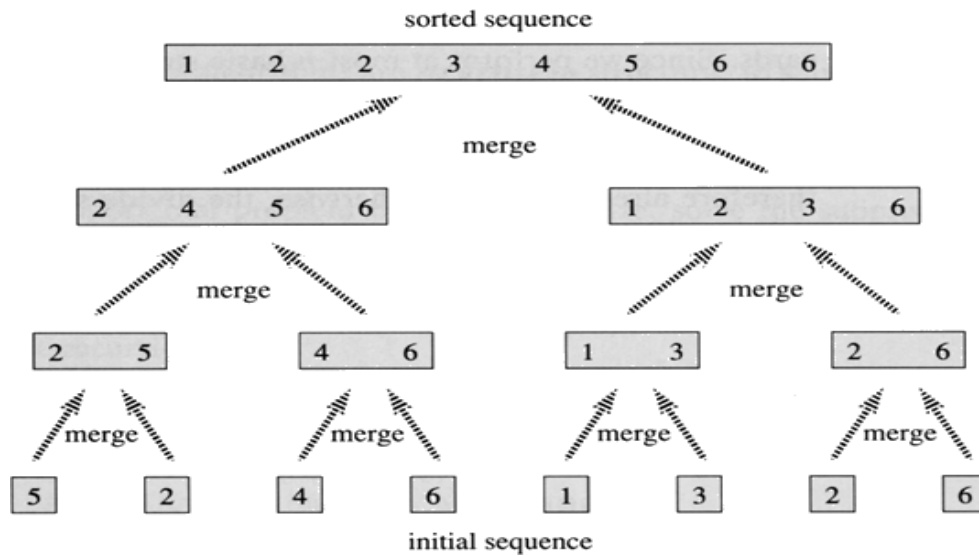 sorted sequence
1 2 2 3 4 5 6 6
merge
2 4 5 6
1 2 3 6
merge
merge
2 5
4 6
1 3
2 6
merge
merge
merge
merge
5
2
4
6
1
3
2
6
initial sequence